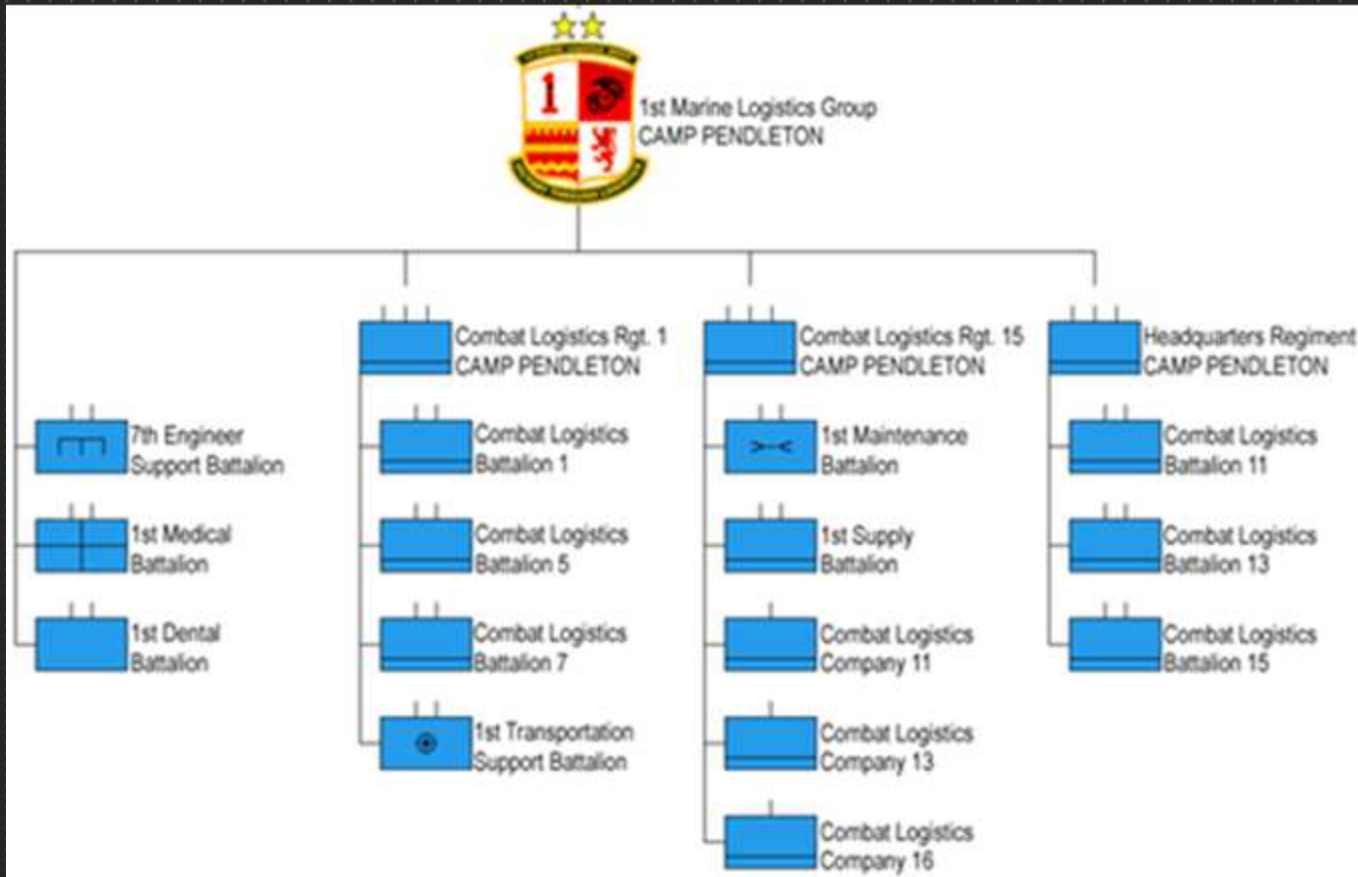 1
1st Marine Logistics Group
CAMP PENDLETON
Combat Logistics Rgt. 1
CAMP PENDLETON
Combat Logistics Rgt. 15
CAMP PENDLETON
Headquarters Regiment
CAMP PENDLETON
7th Engineer
Support Battalion
1st Medical
Battalion
1st Dental
Battalion
Combat Logistics
Battalion 1
Combat Logistics
Battalion 5
Combat Logistics
Battalion 7
1st Transportation
Support Battalion
1st Maintenance
Battalion
1st Supply
Battalion
Combat Logistics
Company 11
Combat Logistics
Company 13
Combat Logistics
Company 16
Combat Logistics
Battalion 11
Combat Logistics
Battalion 13
Combat Logistics
Battalion 15